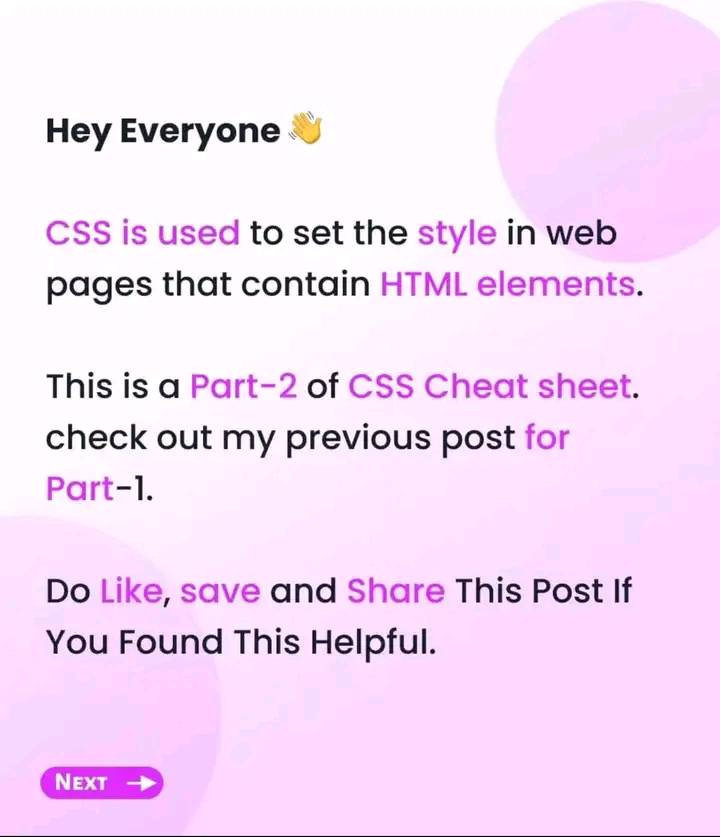 Hey Everyone 👋
CSS is used to set the style in web
pages that contain HTML elements.
This is a Part-2 of CSS Cheat sheet.
check out my previous post for
Part-1.
Do Like, save and Share This Post If
You Found This Helpful.
NEXT →